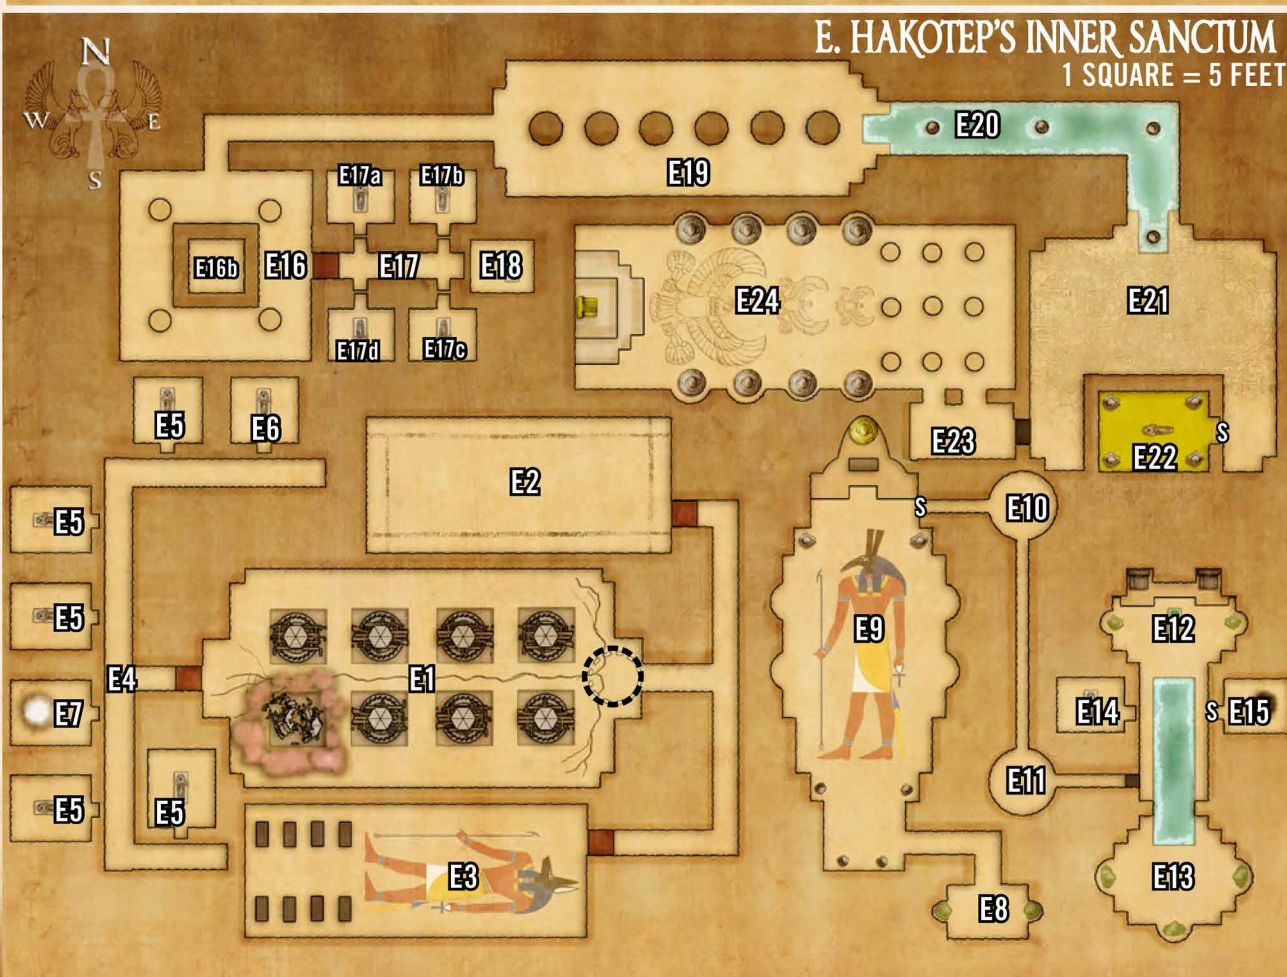 E. HAKOTEP'S INNER SANCTUM
1 SQUARE = 5 FEET
N
W E
S
E20
E19
E17a E17b
E16b E16 E17 E18
E24
E21
E17d E17c
E5 E6
E23 E22 S
E2
E5
S E10
E5
E9
E12
E4 E1
E7
E14 S E15
E11
E5 E5
E3
E13
E8